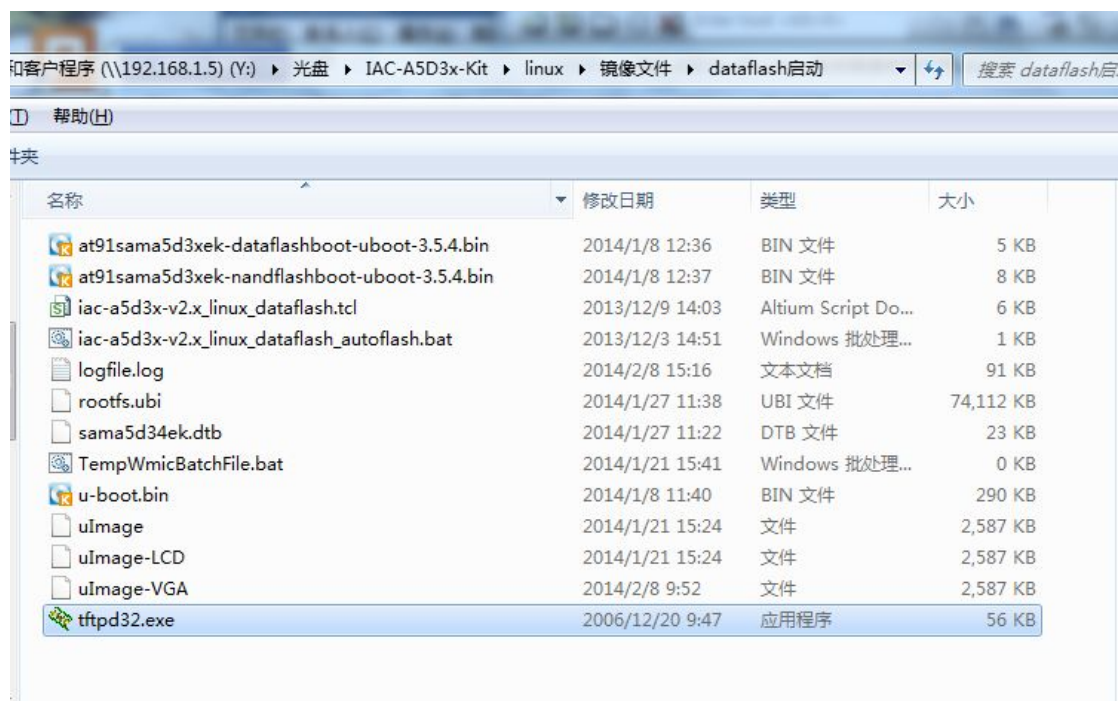 和客户程序 (\\192.168.1.5) (Y:) 光盘 IAC-A5D3x-Kit linux 镜像文件 dataflash启动 搜索 dataflash启
(T) 帮助(H)
件夹
名称 修改日期 类型 大小
at91sama5d3xek-dataflashboot-uboot-3.5.4.bin 2014/1/8 12:36 BIN 文件 5 KB
at91sama5d3xek-nandflashboot-uboot-3.5.4.bin 2014/1/8 12:37 BIN 文件 8 KB
iac-a5d3x-v2.x_linux_dataflash.tcl 2013/12/9 14:03 Altium Script Do... 6 KB
iac-a5d3x-v2.x_linux_dataflash_autoflash.bat 2013/12/3 14:51 Windows 批处理... 1 KB
logfile.log 2014/2/8 15:16 文本文档 91 KB
rootfs.ubi 2014/1/27 11:38 UBI 文件 74,112 KB
sama5d34ek.dtb 2014/1/27 11:22 DTB 文件 23 KB
TempWmicBatchFile.bat 2014/1/21 15:41 Windows 批处理... 0 KB
u-boot.bin 2014/1/8 11:40 BIN 文件 290 KB
uImage 2014/1/21 15:24 文件 2,587 KB
uImage-LCD 2014/1/21 15:24 文件 2,587 KB
uImage-VGA 2014/2/8 9:52 文件 2,587 KB
tftpd32.exe 2006/12/20 9:47 应用程序 56 KB